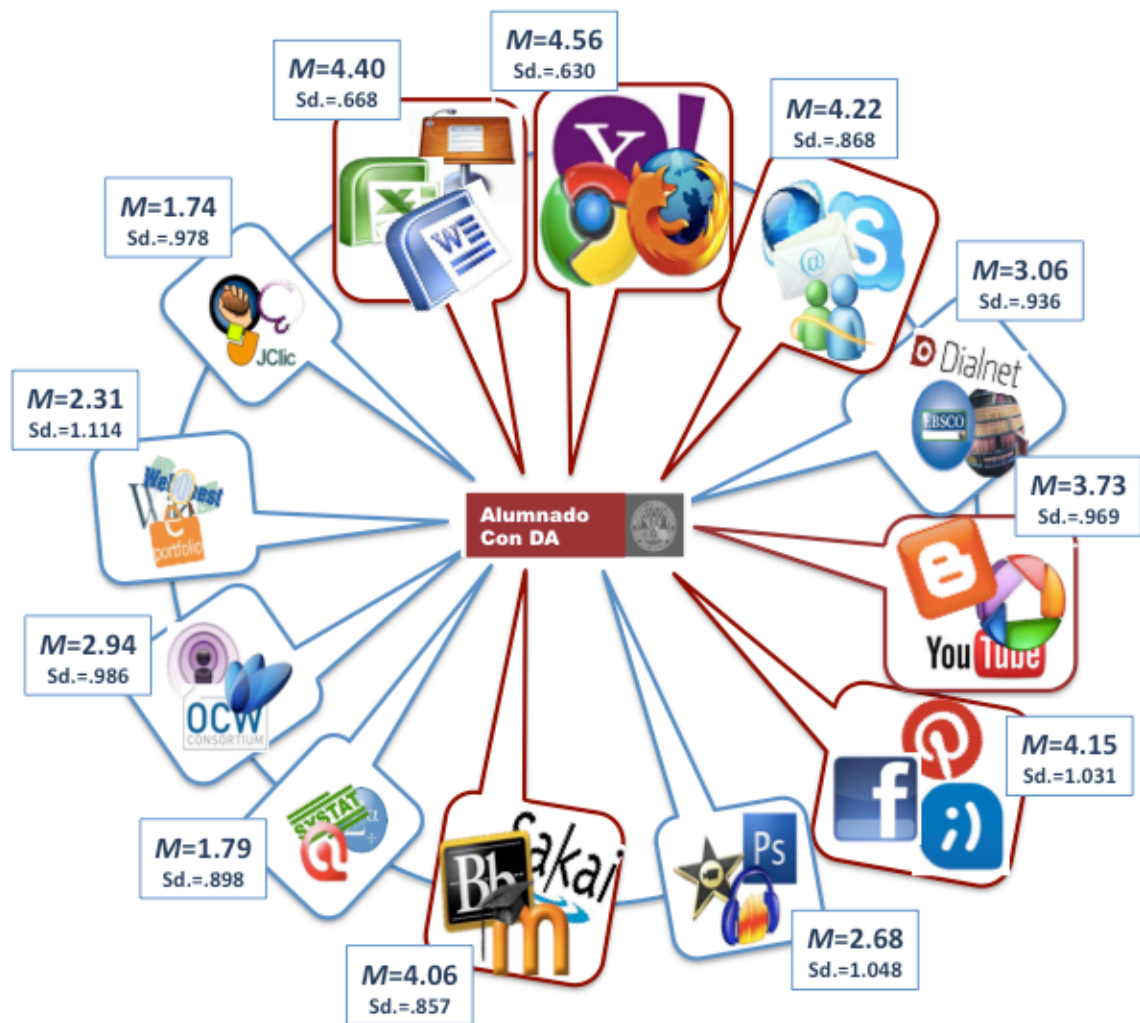 M=4.40
Sd.=.668
M=4.56
Sd.=.630
Y!
X
W
M=4.22
Sd.=.868
@
S
M=3.06
Sd.=.936
Dialnet
EBSCO
M=3.73
Sd.=.969
You Tube
M=4.15
Sd.=1.031
f
;)
Ps
M=2.68
Sd.=1.048
Bb
sakai
m
M=4.06
Sd.=.857
SYSTAT
α
÷
M=1.79
Sd.=.898
OCW
CONSORTIUM
M=2.94
Sd.=.986
W
e
portfolio
M=2.31
Sd.=1.114
JClic
M=1.74
Sd.=.978
Alumnado
Con DA